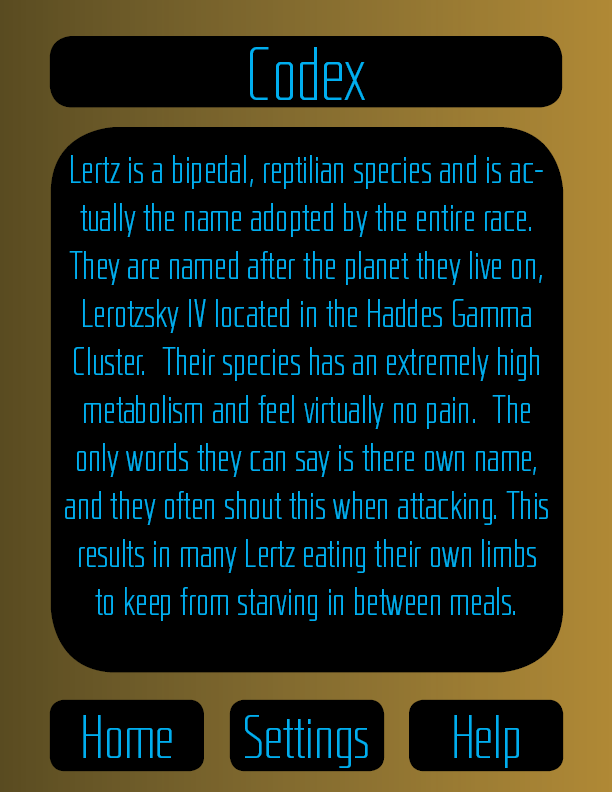 Codex
Lertz is a bipedal, reptilian species and is ac-
tually the name adopted by the entire race.
They are named after the planet they live on,
Lerotzsky IV located in the Haddes Gamma
Cluster.  Their species has an extremely high
metabolism and feel virtually no pain.  The
only words they can say is there own name,
and they often shout this when attacking. This
results in many Lertz eating their own limbs
to keep from starving in between meals.
Home
Settings
Help